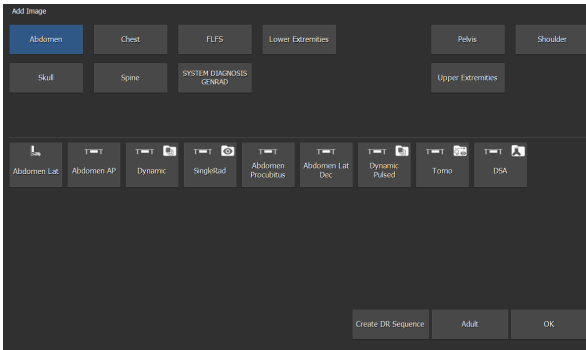 Add Image
Abdomen
Chest
FLFS
Lower Extremities
Pelvis
Shoulder
Skull
Spine
SYSTEM DIAGNOSIS
GENRAD
Upper Extremities
Abdomen Lat
Abdomen AP
Dynamic
SingleRad
Abdomen
Procubitus
Abdomen Lat
Dec
Dynamic
Pulsed
Tomo
DSA
Create DR Sequence
Adult
OK